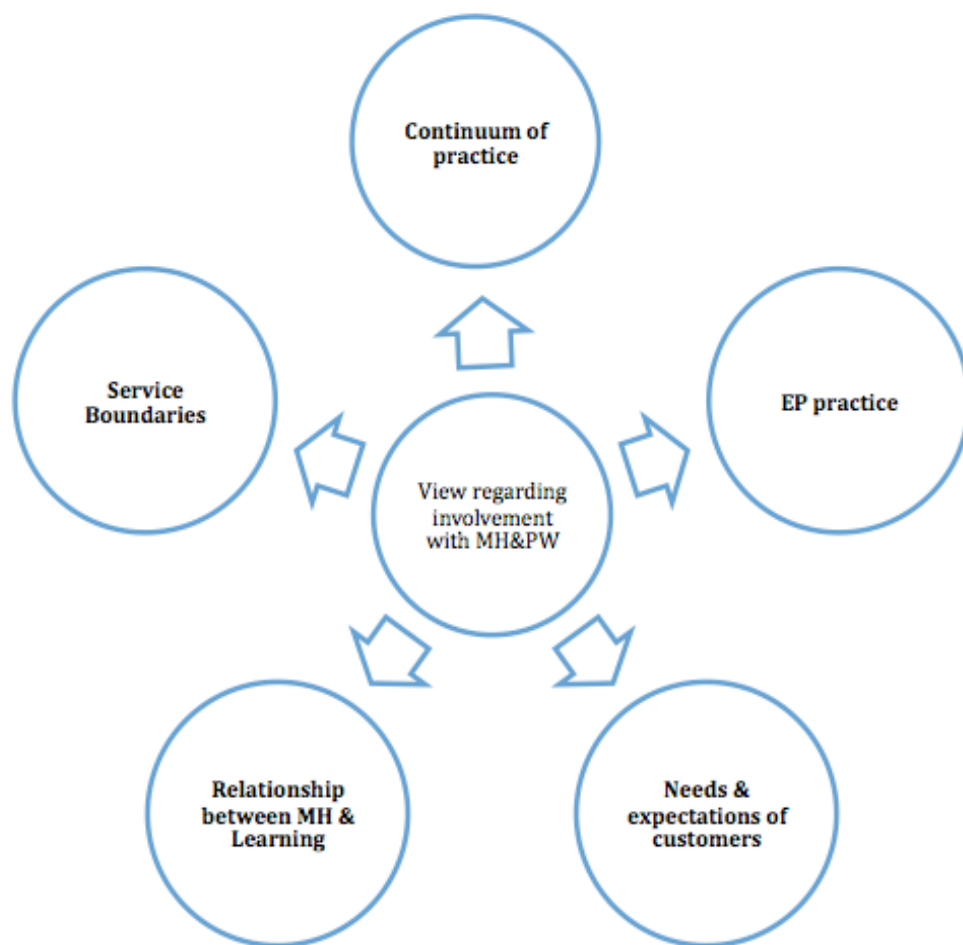 Continuum of
practice
Service
Boundaries
EP practice
View regarding
involvement
with MH&PW
Relationship
between MH &
Learning
Needs &
expectations of
customers